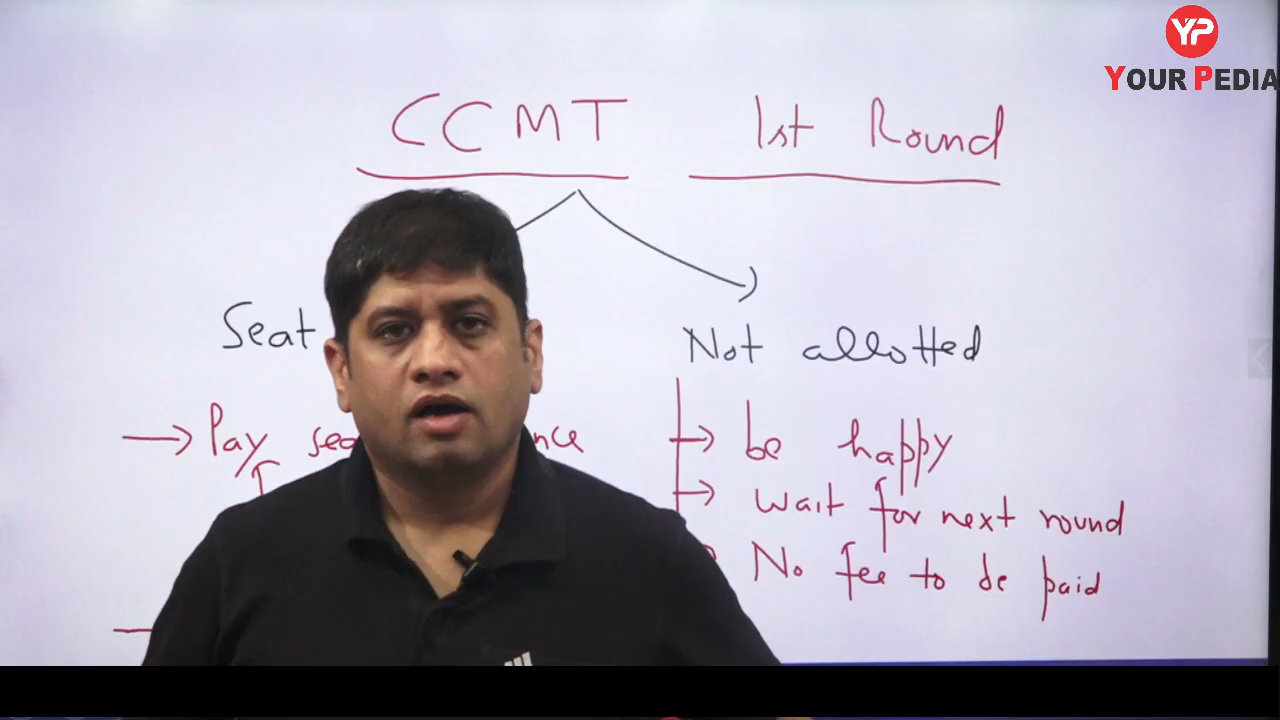 YP
YOUR PEDIA
CCMT 1st Round
Seat
Not allotted
Pay
be happy
wait for next round
No fee to be paid